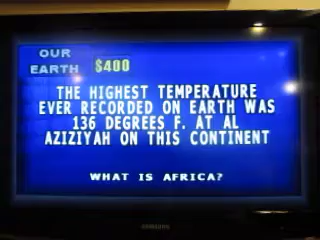 OUR
EARTH $400
THE HIGHEST TEMPERATURE
EVER RECORDED ON EARTH WAS
136 DEGREES F. AT AL
AZIZIYAH ON THIS CONTINENT
WHAT IS AFRICA?
SAMSUNG